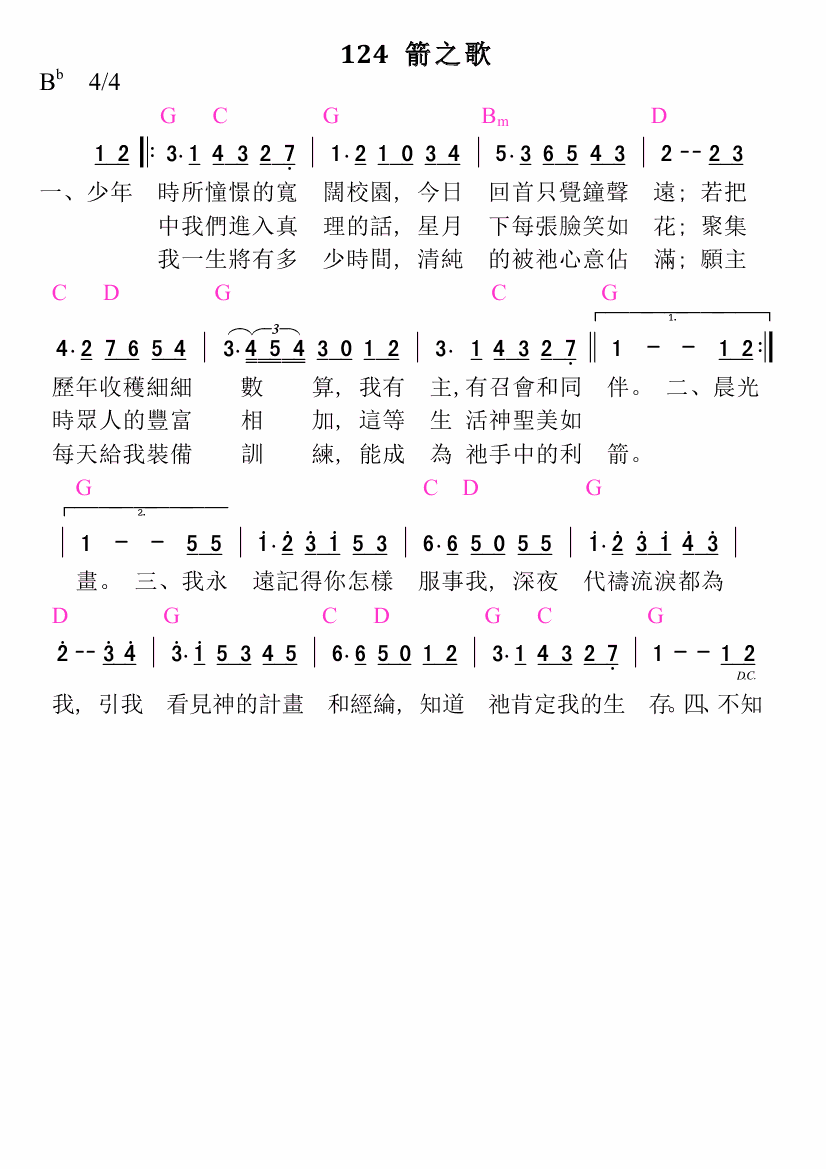 124 箭之歌
B♭ 4/4
G C G Bm D
1 2 ‖: 3· 1 4 3 2 7̣ | 1· 2 1 0 3 4 | 5· 3 6 5 4 3 | 2 -- 2 3
一、少年 時所憧憬的寬 闊校園, 今日 回首只覺鐘聲 遠; 若把
中我們進入真 理的話, 星月 下每張臉笑如 花; 聚集
我一生將有多 少時間, 清純 的被祂心意佔 滿; 願主
C D G C G
1.
4· 2 7 6 5 4 | 3· 4 5 4 3 0 1 2 | 3· 1 4 3 2 7̣ ‖ 1 - - 1 2 :‖
3
歷年收穫細細 數 算, 我有 主,有召會和同 伴。 二、晨光
時眾人的豐富 相 加, 這等 生 活神聖美如
每天給我裝備 訓 練, 能成 為 祂手中的利 箭。
G C D G
2.
| 1 - - 5 5 | 1̇· 2̇ 3̇ 1̇ 5 3 | 6· 6 5 0 5 5 | 1̇· 2̇ 3̇ 1̇ 4̇ 3̇ |
畫。 三、我永 遠記得你怎樣 服事我, 深夜 代禱流淚都為
D G C D G C G
2̇ -- 3̇ 4̇ | 3̇· 1̇ 5 3 4 5 | 6· 6 5 0 1 2 | 3· 1 4 3 2 7̣ | 1 - - 1 2
D.C.
我, 引我 看見神的計畫 和經綸, 知道 祂肯定我的生 存。四、不知